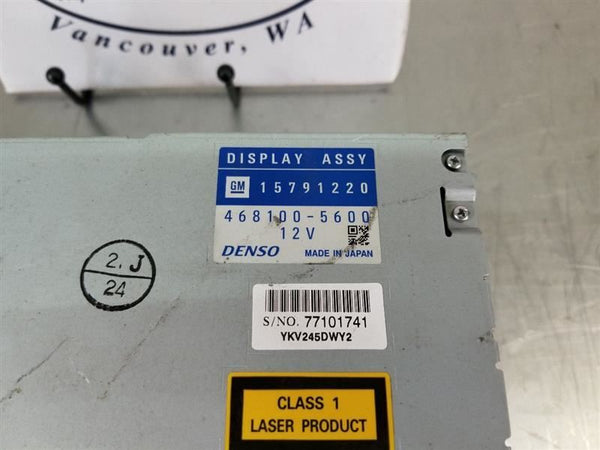 Vancouver, WA
DISPLAY ASSY
GM 15791220
468100-5600
12V
DENSO MADE IN JAPAN
2.J
24
S/NO. 77101741
YKV245DWY2
CLASS 1
LASER PRODUCT